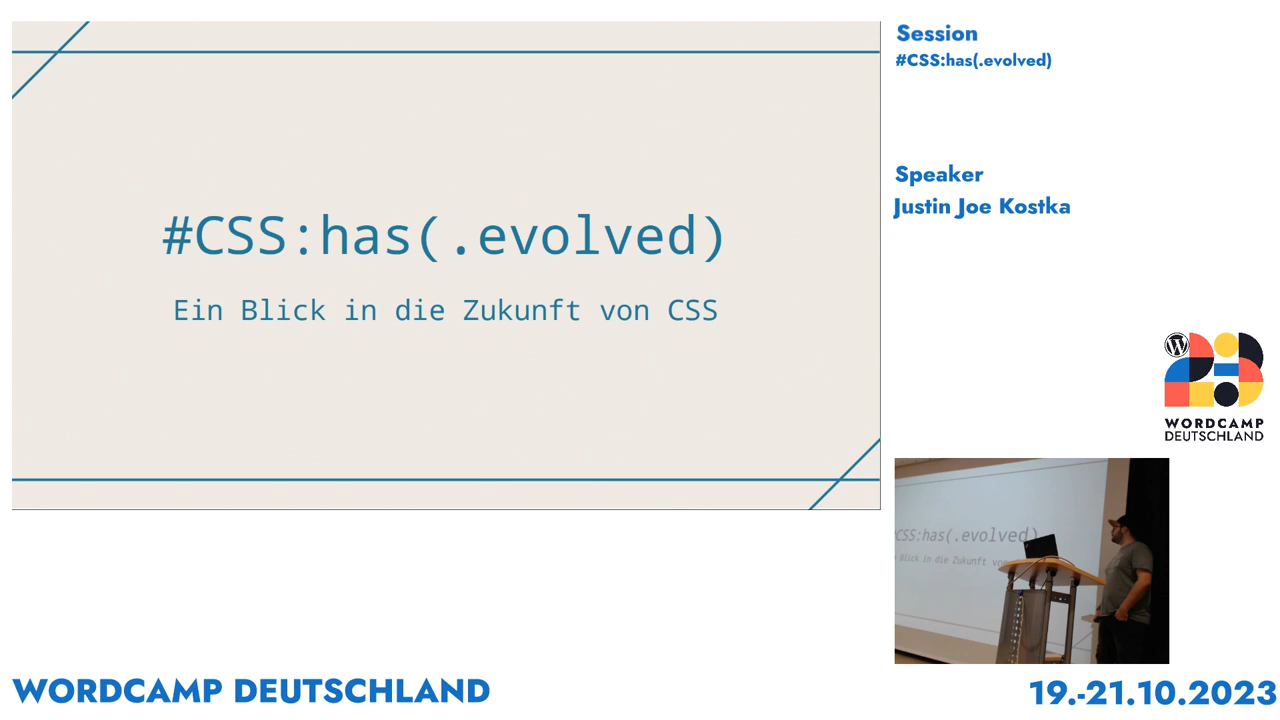 #CSS:has(.evolved)
Ein Blick in die Zukunft von CSS
Session
#CSS:has(.evolved)
Speaker
Justin Joe Kostka
W
WORDCAMP
DEUTSCHLAND
CSS:has(.evolved)
Blick in die Zukunft
WORDCAMP DEUTSCHLAND
19.-21.10.2023